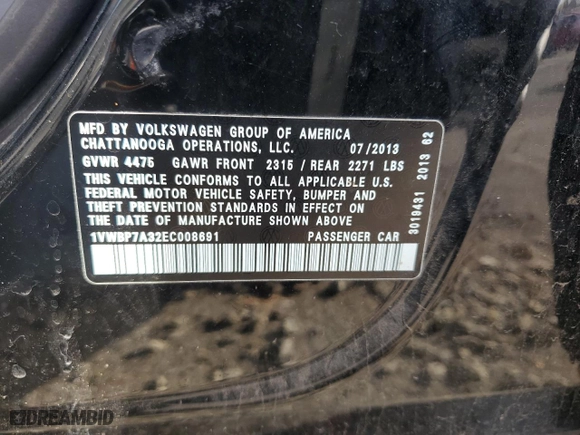 MFD BY VOLKSWAGEN GROUP OF AMERICA
CHATTANOOGA OPERATIONS, LLC. 07/2013
GVWR 4475 GAWR FRONT 2315 / REAR 2271 LBS
THIS VEHICLE CONFORMS TO ALL APPLICABLE U.S.
FEDERAL MOTOR VEHICLE SAFETY, BUMPER AND
THEFT PREVENTION STANDARDS IN EFFECT ON
THE DATE OF MANUFACTURE SHOWN ABOVE
1VWBP7A32EC008691 PASSENGER CAR
3019431 2013 62
DREAMBID